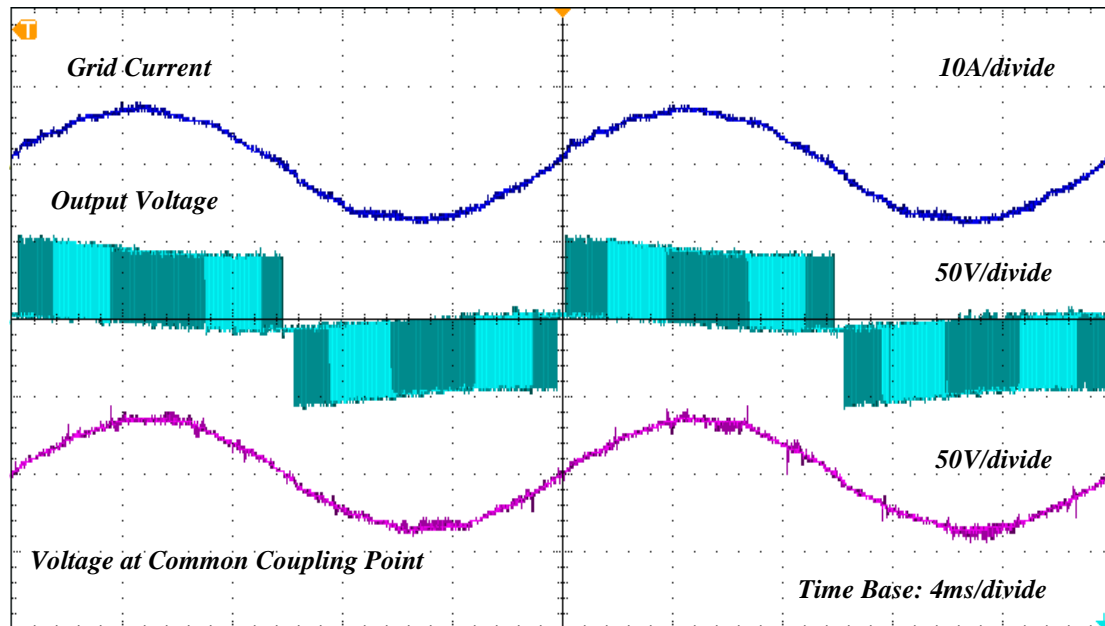 T
Grid Current 10A/divide
Output Voltage
50V/divide
50V/divide
Voltage at Common Coupling Point
Time Base: 4ms/divide